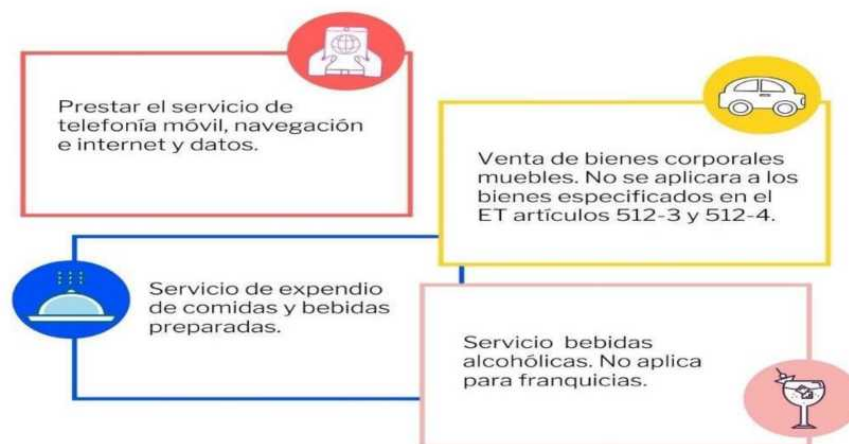 Prestar el servicio de
telefonía móvil, navegación
e internet y datos.
Venta de bienes corporales
muebles. No se aplicara a los
bienes especificados en el
ET artículos 512-3 y 512-4.
Servicio de expendio
de comidas y bebidas
preparadas.
Servicio bebidas
alcohólicas. No aplica
para franquicias.